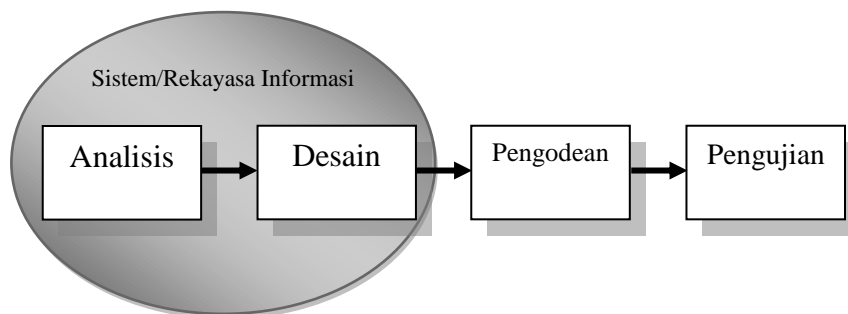 Sistem/Rekayasa Informasi
Analisis
Desain
Pengodean
Pengujian